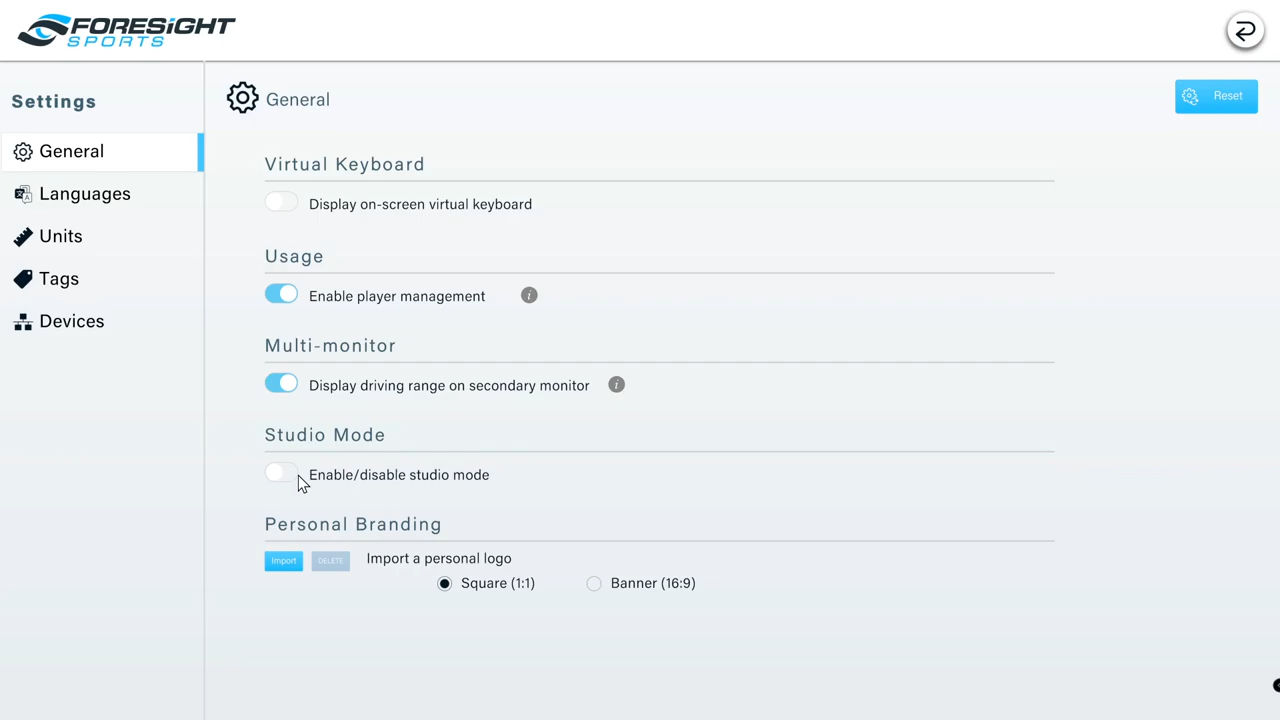 FORESiGHT
SPORTS
Settings
General
Languages
Units
Tags
Devices
General
Reset
Virtual Keyboard
Display on-screen virtual keyboard
Usage
Enable player management
i
Multi-monitor
Display driving range on secondary monitor
i
Studio Mode
Enable/disable studio mode
Personal Branding
Import DELETE Import a personal logo
Square (1:1) Banner (16:9)